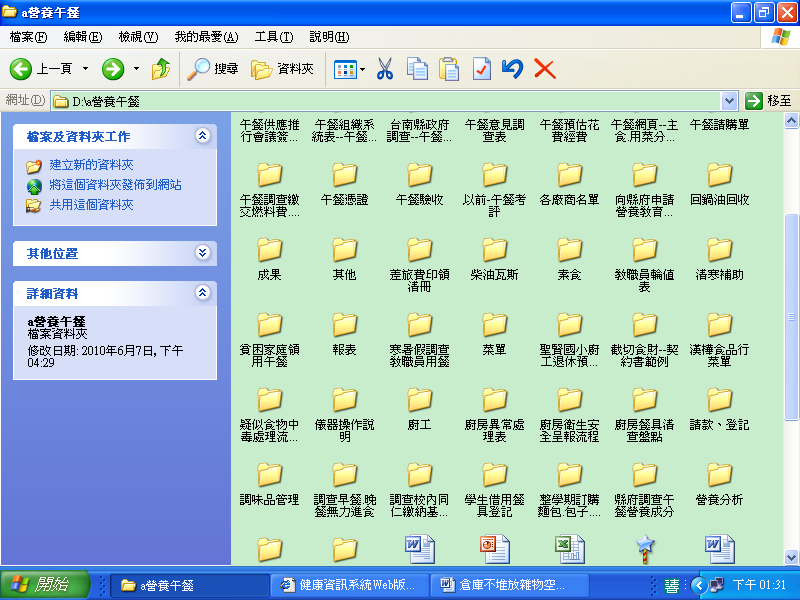 a營養午餐
檔案(F) 編輯(E) 檢視(V) 我的最愛(A) 工具(T) 說明(H)
上一頁 搜尋 資料夾
網址(D) D:\a營養午餐 移至
檔案及資料夾工作
建立新的資料夾
將這個資料夾發佈到網站
共用這個資料夾
其他位置
詳細資料
a營養午餐
檔案資料夾
修改日期: 2010年6月7日, 下午
04:29
午餐供應推 午餐組織系 台南縣政府 午餐意見調 午餐預估花 午餐網頁--主 午餐請購單
行會議簽... 統表--午餐... 調查--午餐... 查表 費經費 食.用菜分...
午餐調查繳 午餐憑證 午餐驗收 以前-午餐考 各廠商名單 向縣府申請 回鍋油回收
交燃料費.... 評 營養教育...
成果 其他 差旅費印領 柴油瓦斯 素食 教職員輪值 清寒補助
清冊 表
貧困家庭領 報表 寒暑假調查 菜單 聖賢國小廚 截切食財--契 漢樺食品行
用午餐 教職員用餐 工退休預... 約書範例 菜單
疑似食物中 儀器操作說 廚工 廚房異常處 廚房衛生安 廚房餐具清 請款、登記
毒處理流... 明 理表 全呈報流程 查盤點
調味品管理 調查早餐.晚 調查校內同 學生借用餐 整學期訂購 縣府調查午 營養分析
餐無力進食 仁繳納基... 具登記 麵包.包子.... 餐營養成分
開始 a營養午餐 健康資訊系統Web版... 倉庫不堆放雜物空... 下午 01:31